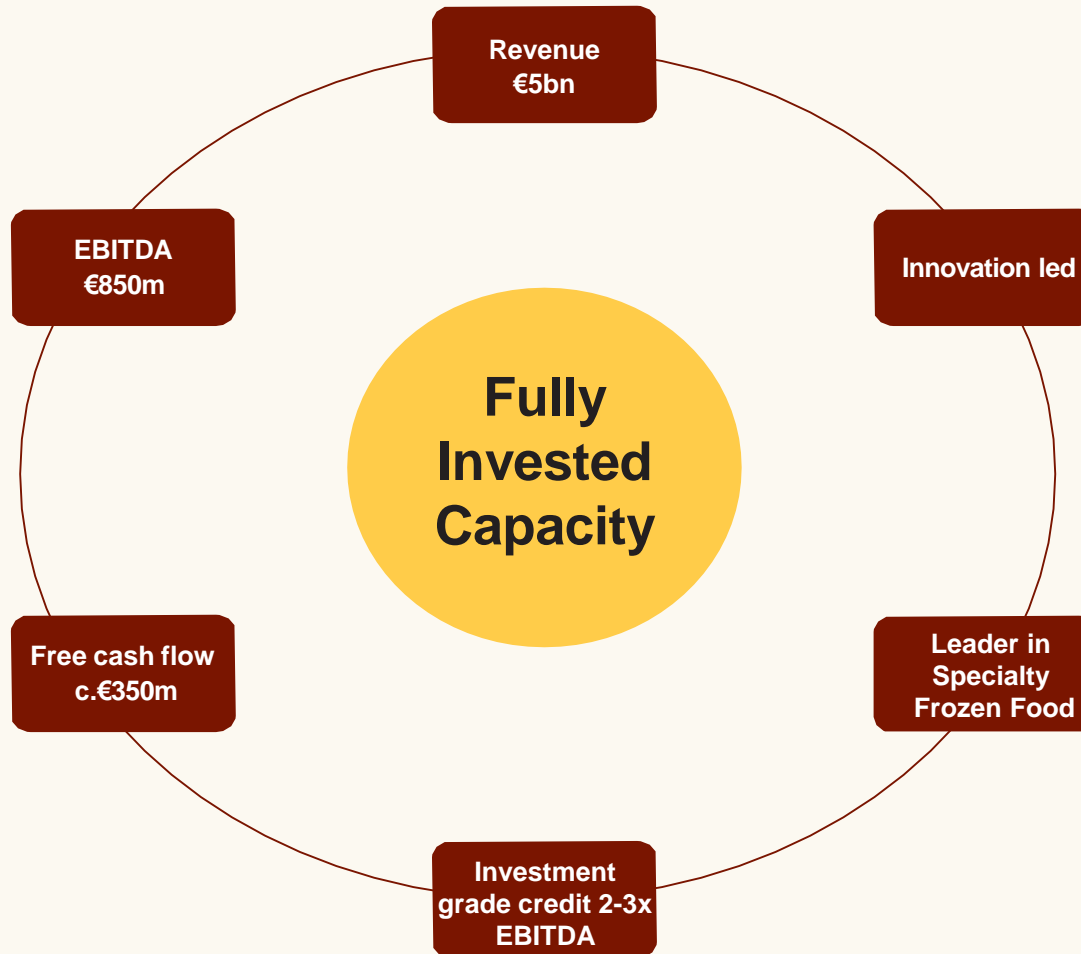 Revenue
€5bn
EBITDA
€850m
Innovation led
Fully
Invested
Capacity
Free cash flow
c.€350m
Leader in
Specialty
Frozen Food
Investment
grade credit 2-3x
EBITDA